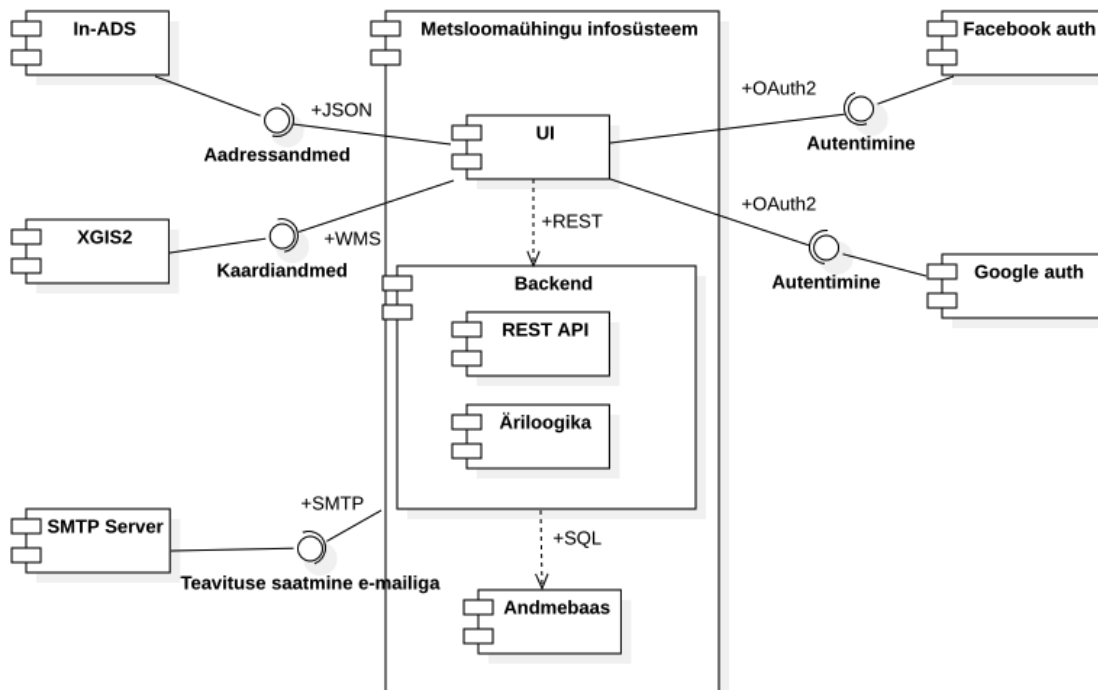 In-ADS
Metsloomaühingu infosüsteem
Facebook auth
+JSON
+OAuth2
UI
Aadressandmed
Autentimine
+REST
+OAuth2
XGIS2
+WMS
Kaardiandmed
Autentimine
Google auth
Backend
REST API
Äriloogika
+SMTP
SMTP Server
+SQL
Teavituse saatmine e-mailiga
Andmebaas